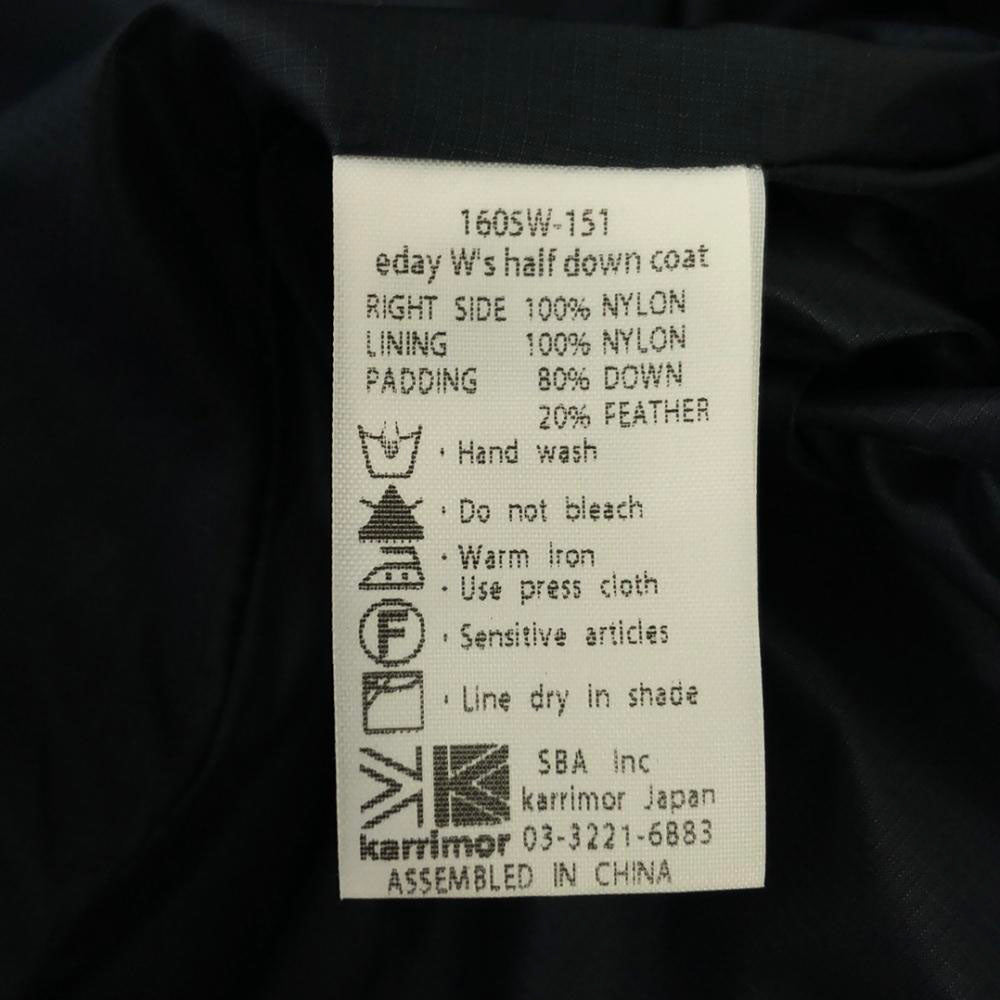 160SW-151
eday W's half down coat
RIGHT SIDE 100% NYLON
LINING 100% NYLON
PADDING 80% DOWN
20% FEATHER
· Hand wash
· Do not bleach
· Warm iron
· Use press cloth
F · Sensitive articles
· Line dry in shade
SBA Inc
karrimor Japan
karrimor 03-3221-6883
ASSEMBLED IN CHINA